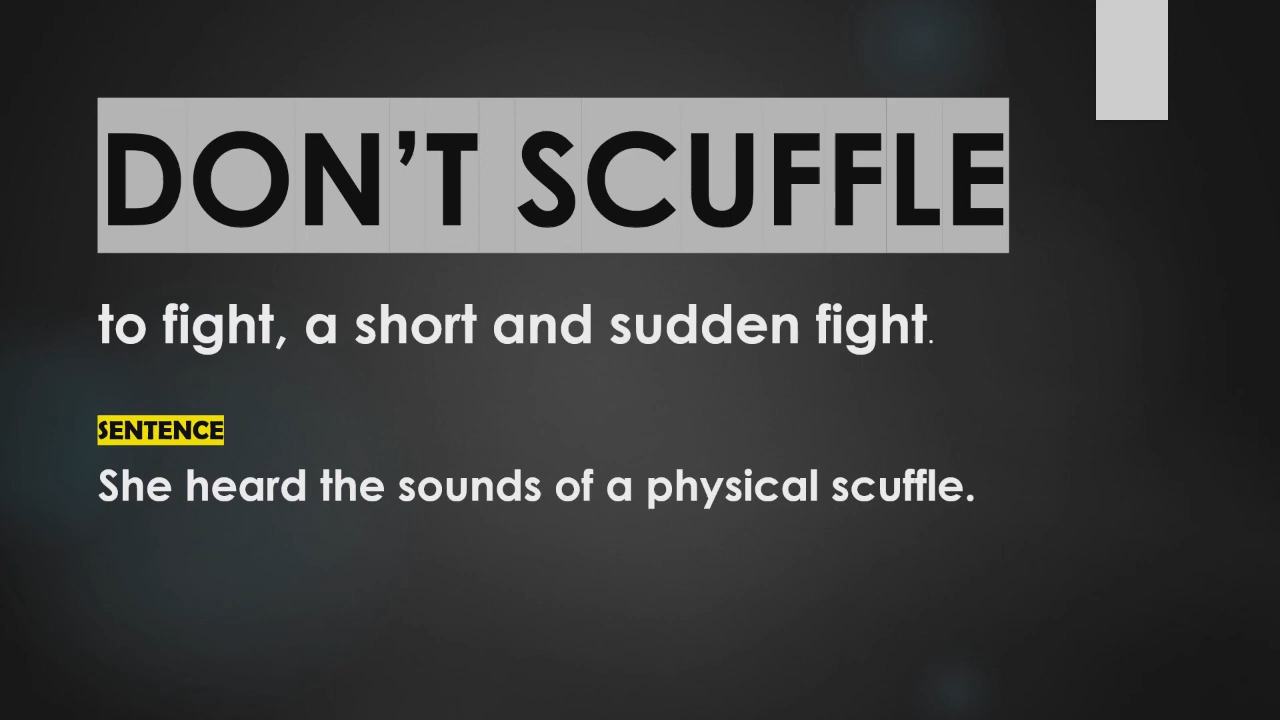 DON’T SCUFFLE
to fight, a short and sudden fight.
SENTENCE
She heard the sounds of a physical scuffle.